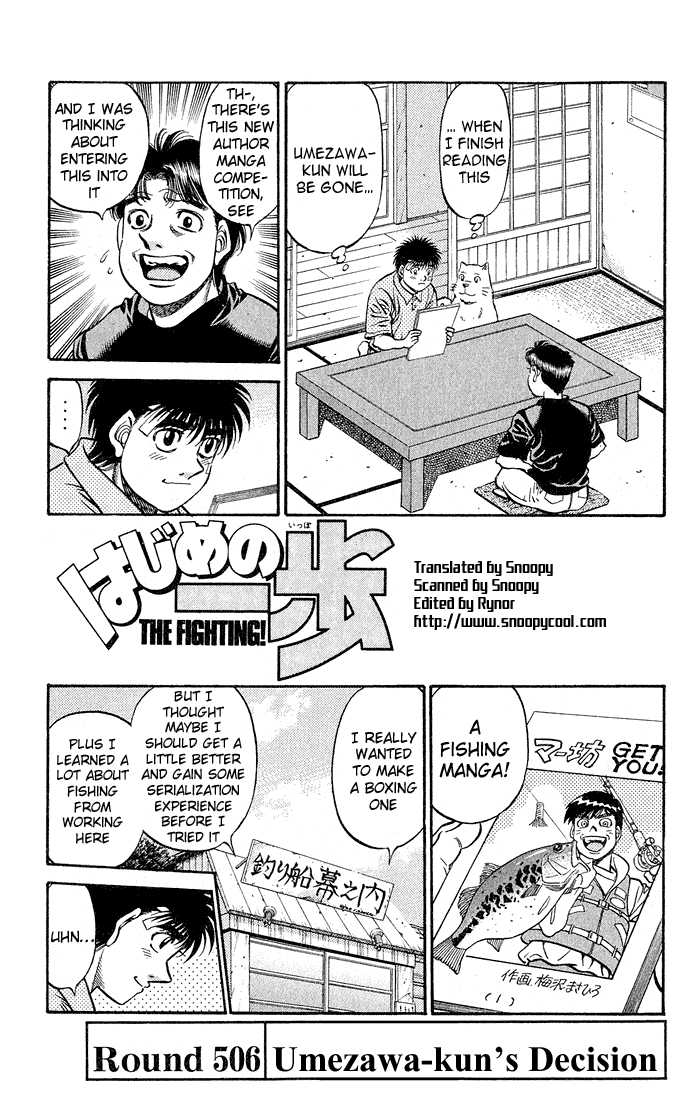 ... WHEN
I FINISH
READING
THIS
UMEZAWA-
KUN WILL
BE GONE...
TH-,
THERE'S
THIS NEW
AUTHOR
MANGA
COMPE-
TITION,
SEE
AND I WAS
THINKING
ABOUT
ENTERING
THIS INTO
IT
...
はじめの一歩
いっぽ
THE FIGHTING!
Translated by Snoopy
Scanned by Snoopy
Edited by Rynor
http://www.snoopycool.com
A
FISHING
MANGA!
マー坊 GET
YOU!
作画 梅沢まさひろ
(1)
I REALLY
WANTED
TO MAKE
A BOXING
ONE
BUT I
THOUGHT
MAYBE I
SHOULD GET A
LITTLE BETTER
AND GAIN SOME
SERIALIZATION
EXPERIENCE
BEFORE I
TRIED IT
PLUS I
LEARNED A
LOT ABOUT
FISHING
FROM
WORKING
HERE
釣り船幕之内
UHN...
Round 506 Umezawa-kun's Decision